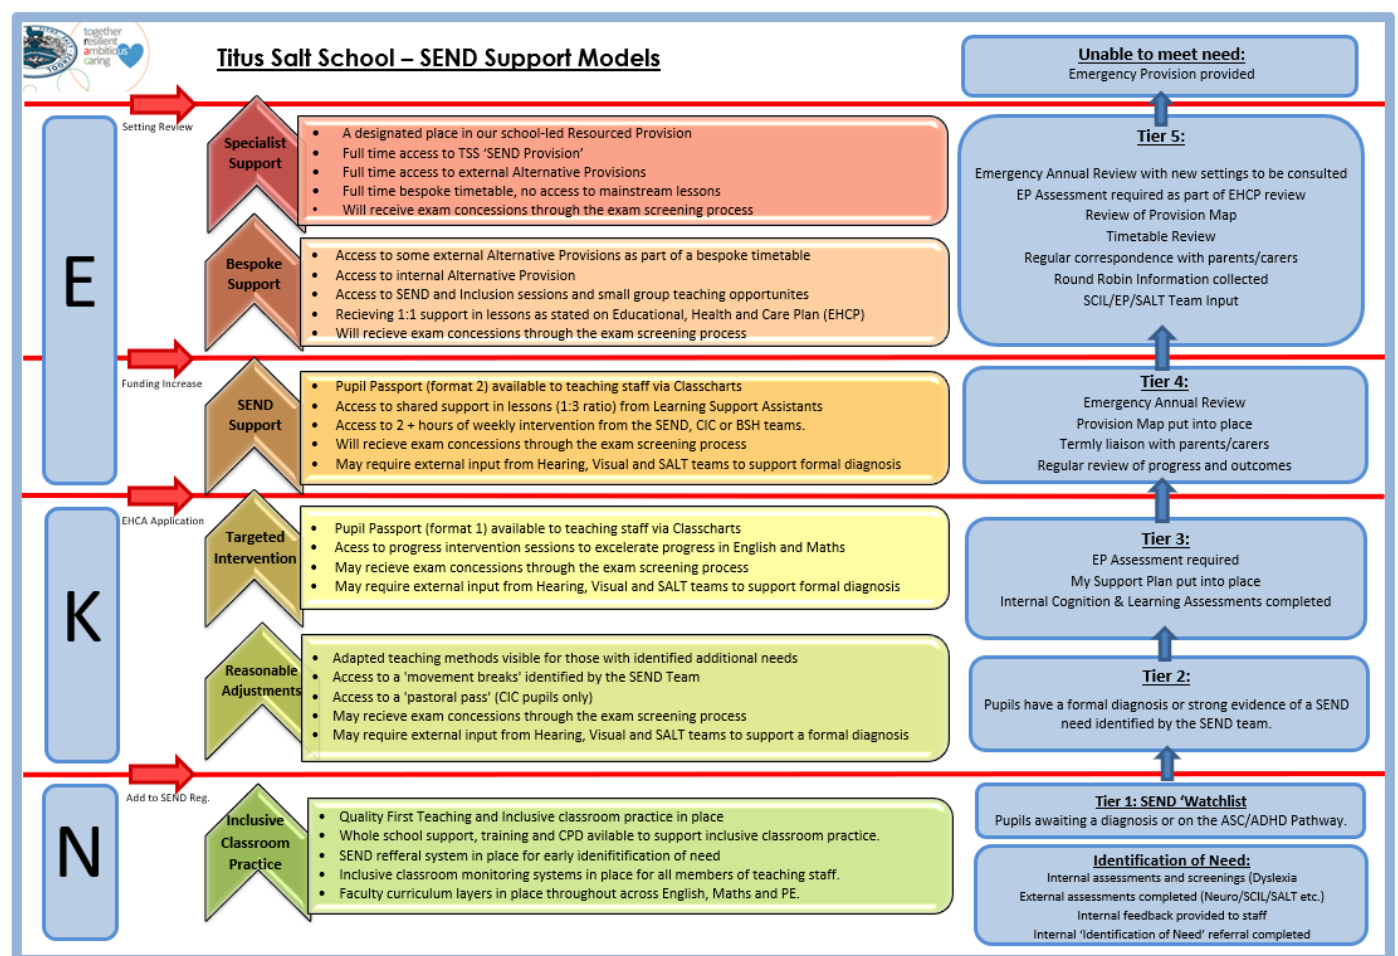 together
resilient
ambitious
caring
Titus Salt School – SEND Support Models
Unable to meet need:
Emergency Provision provided
Setting Review
E
Specialist
Support
• A designated place in our school-led Resourced Provision
• Full time access to TSS ‘SEND Provision’
• Full time access to external Alternative Provisions
• Full time bespoke timetable, no access to mainstream lessons
• Will receive exam concessions through the exam screening process
Tier 5:
Emergency Annual Review with new settings to be consulted
EP Assessment required as part of EHCP review
Review of Provision Map
Timetable Review
Regular correspondence with parents/carers
Round Robin Information collected
SCIL/EP/SALT Team Input
Bespoke
Support
• Access to some external Alternative Provisions as part of a bespoke timetable
• Access to internal Alternative Provision
• Access to SEND and Inclusion sessions and small group teaching opportunites
• Recieving 1:1 support in lessons as stated on Educational, Health and Care Plan (EHCP)
• Will recieve exam concessions through the exam screening process
Funding Increase
SEND
Support
• Pupil Passport (format 2) available to teaching staff via Classcharts
• Access to shared support in lessons (1:3 ratio) from Learning Support Assistants
• Access to 2 + hours of weekly intervention from the SEND, CIC or BSH teams.
• Will recieve exam concessions through the exam screening process
• May require external input from Hearing, Visual and SALT teams to support formal diagnosis
Tier 4:
Emergency Annual Review
Provision Map put into place
Termly liaison with parents/carers
Regular review of progress and outcomes
EHCA Application
K
Targeted
Intervention
• Pupil Passport (format 1) available to teaching staff via Classcharts
• Acess to progress intervention sessions to excelerate progress in English and Maths
• May recieve exam concessions through the exam screening process
• May require external input from Hearing, Visual and SALT teams to support formal diagnosis
Tier 3:
EP Assessment required
My Support Plan put into place
Internal Cognition & Learning Assessments completed
Reasonable
Adjustments
• Adapted teaching methods visible for those with identified additional needs
• Access to a 'movement breaks' identified by the SEND Team
• Access to a 'pastoral pass' (CIC pupils only)
• May recieve exam concessions through the exam screening process
• May require external input from Hearing, Visual and SALT teams to support a formal diagnosis
Tier 2:
Pupils have a formal diagnosis or strong evidence of a SEND
need identified by the SEND team.
Add to SEND Reg.
N
Inclusive
Classroom
Practice
• Quality First Teaching and Inclusive classroom practice in place
• Whole school support, training and CPD avilable to support inclusive classroom practice.
• SEND refferal system in place for early idenifitification of need
• Inclusive classroom monitoring systems in place for all members of teaching staff.
• Faculty curriculum layers in place throughout across English, Maths and PE.
Tier 1: SEND ‘Watchlist
Pupils awaiting a diagnosis or on the ASC/ADHD Pathway.
Identification of Need:
Internal assessments and screenings (Dyslexia
External assessments completed (Neuro/SCIL/SALT etc.)
Internal feedback provided to staff
Internal ‘Identification of Need’ referral completed